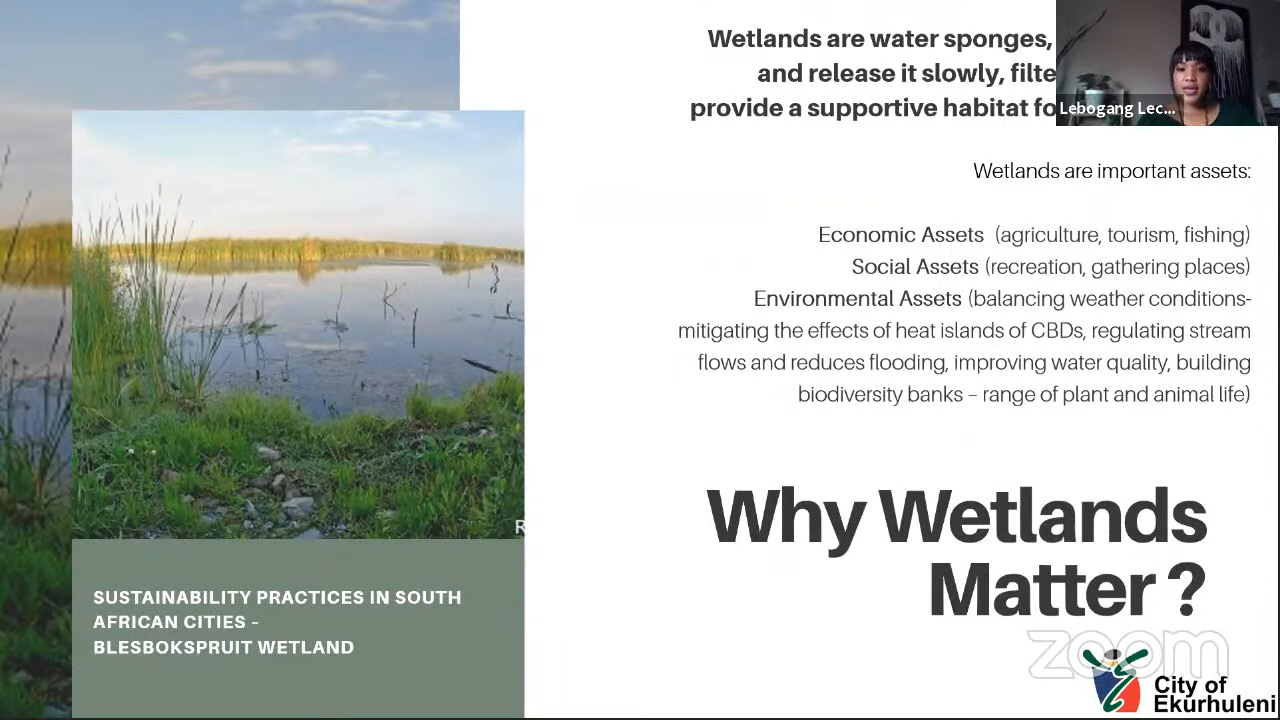 Wetlands are water sponges,
and release it slowly, filte
provide a supportive habitat fo
Lebogang Lec...
Wetlands are important assets:
Economic Assets (agriculture, tourism, fishing)
Social Assets (recreation, gathering places)
Environmental Assets (balancing weather conditions-
mitigating the effects of heat islands of CBDs, regulating stream
flows and reduces flooding, improving water quality, building
biodiversity banks – range of plant and animal life)
Why Wetlands
Matter ?
R
SUSTAINABILITY PRACTICES IN SOUTH
AFRICAN CITIES –
BLESBOKSPRUIT WETLAND
zoom
City of
Ekurhuleni